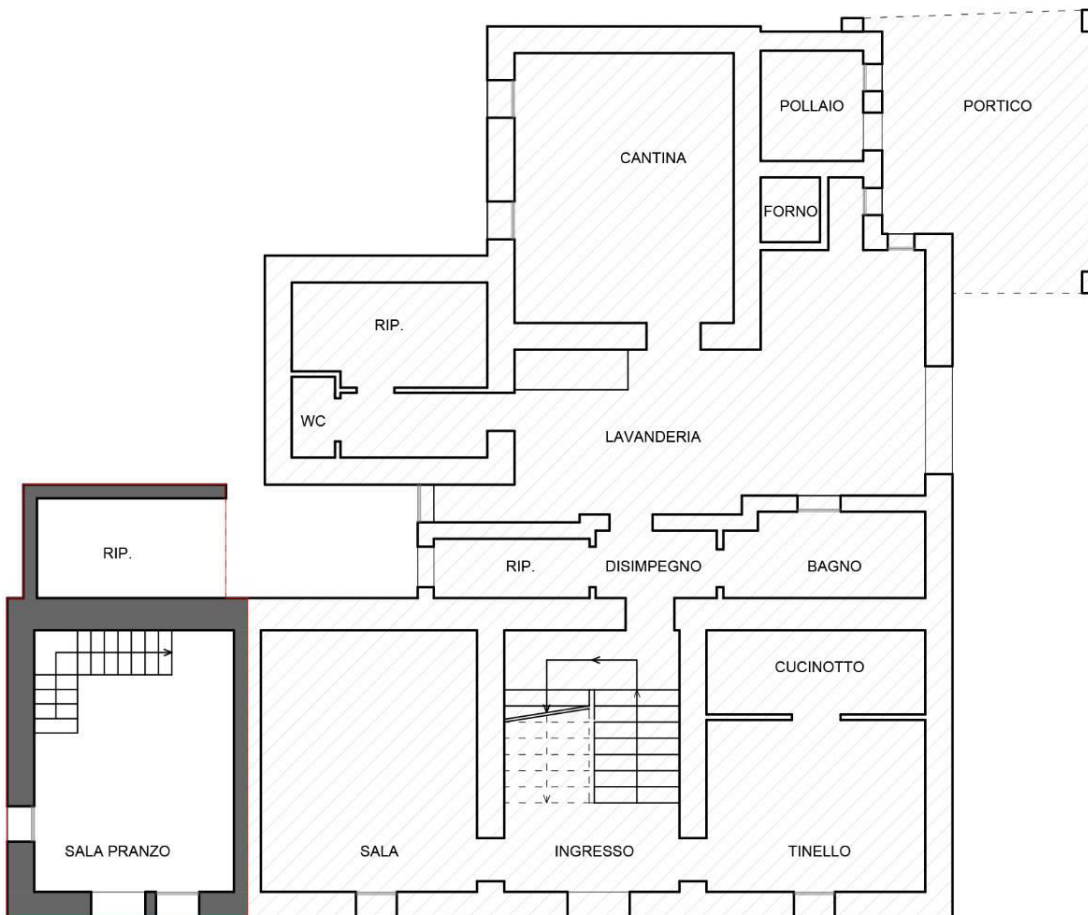 POLLAIO
PORTICO
CANTINA
FORNO
RIP.
WC
LAVANDERIA
RIP.
RIP.
DISIMPEGNO
BAGNO
CUCINOTTO
SALA PRANZO
SALA
INGRESSO
TINELLO